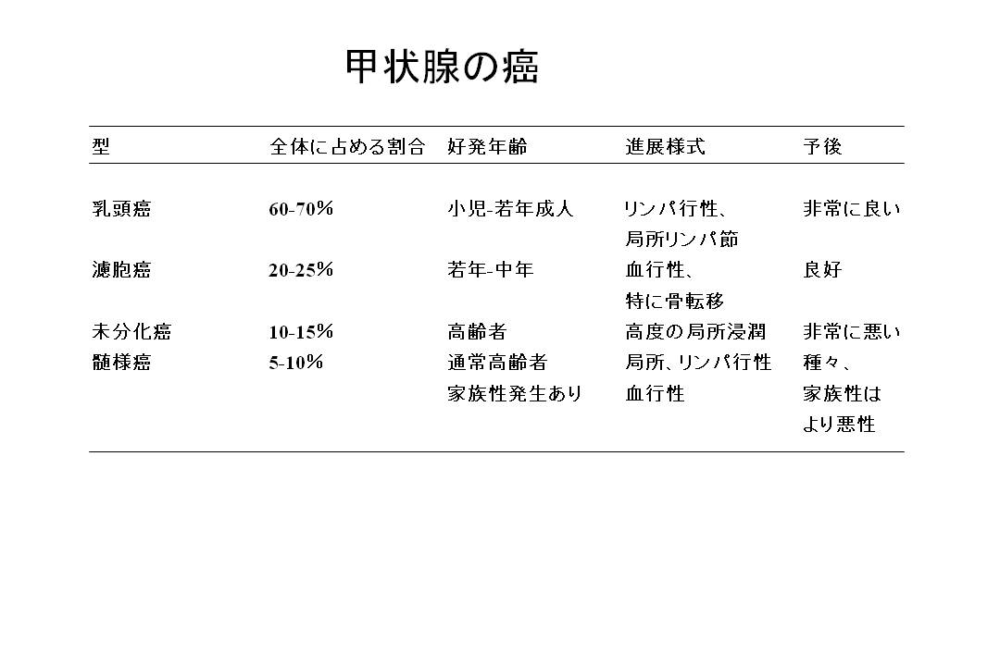 甲状腺の癌
型 全体に占める割合 好発年齢 進展様式 予後
乳頭癌 60-70% 小児-若年成人 リンパ行性、 非常に良い
局所リンパ節
濾胞癌 20-25% 若年-中年 血行性、 良好
特に骨転移
未分化癌 10-15% 高齢者 高度の局所浸潤 非常に悪い
髄様癌 5-10% 通常高齢者 局所、リンパ行性 種々、
家族性発生あり 血行性 家族性は
より悪性